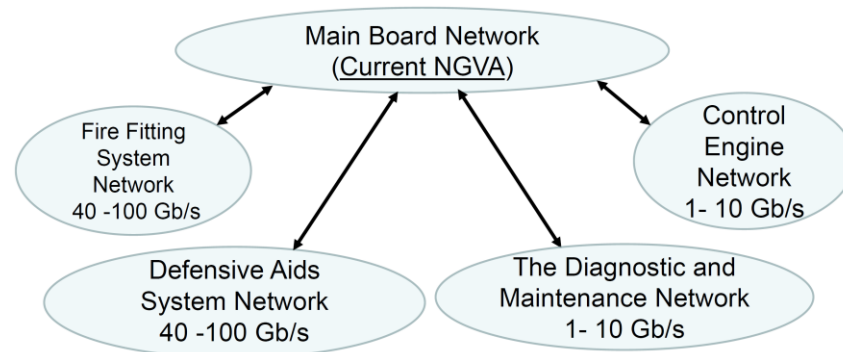 Main Board Network
(Current NGVA)
Fire Fitting
System
Network
40 -100 Gb/s
Control
Engine
Network
1- 10 Gb/s
Defensive Aids
System Network
40 -100 Gb/s
The Diagnostic and
Maintenance Network
1- 10 Gb/s